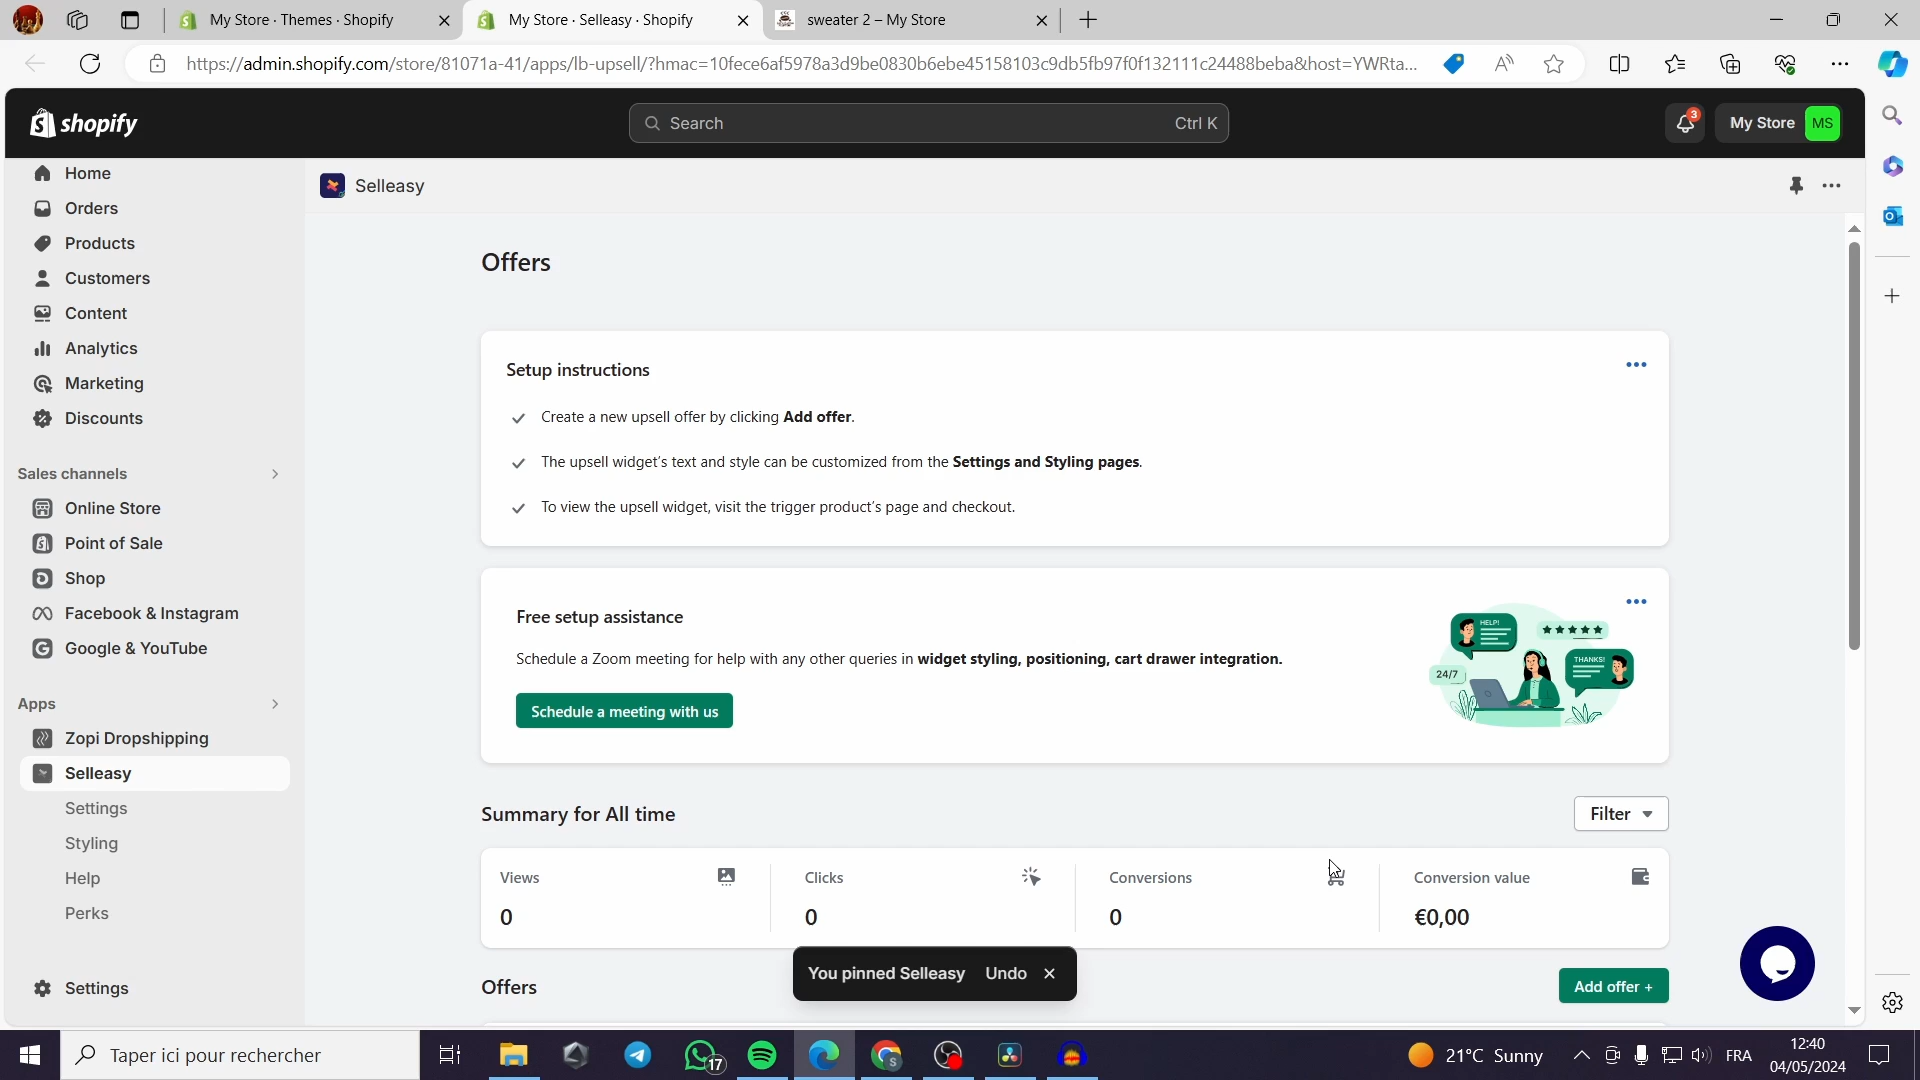 My Store · Themes · Shopify
My Store · Selleasy · Shopify
sweater 2 – My Store
https://admin.shopify.com/store/81071a-41/apps/lb-upsell/?hmac=10fece6af5978a3d9be0830b6ebe45158103c9db5fb97f0f132111c24488beba&host=YWRta...
shopify
Search
Ctrl K
3
My Store
MS
Home
Orders
Products
Customers
Content
Analytics
Marketing
Discounts
Sales channels
Online Store
Point of Sale
Shop
Facebook & Instagram
Google & YouTube
Apps
Zopi Dropshipping
Selleasy
Settings
Styling
Help
Perks
Settings
Selleasy
Offers
Setup instructions
Create a new upsell offer by clicking Add offer.
The upsell widget's text and style can be customized from the Settings and Styling pages.
To view the upsell widget, visit the trigger product's page and checkout.
Free setup assistance
Schedule a Zoom meeting for help with any other queries in widget styling, positioning, cart drawer integration.
Schedule a meeting with us
HELP!
24/7
THANKS!
Summary for All time
Filter
Views
0
Clicks
0
Conversions
0
Conversion value
€0,00
You pinned Selleasy Undo
Offers
Add offer +
Taper ici pour rechercher
17
21°C Sunny
FRA
12:40
04/05/2024